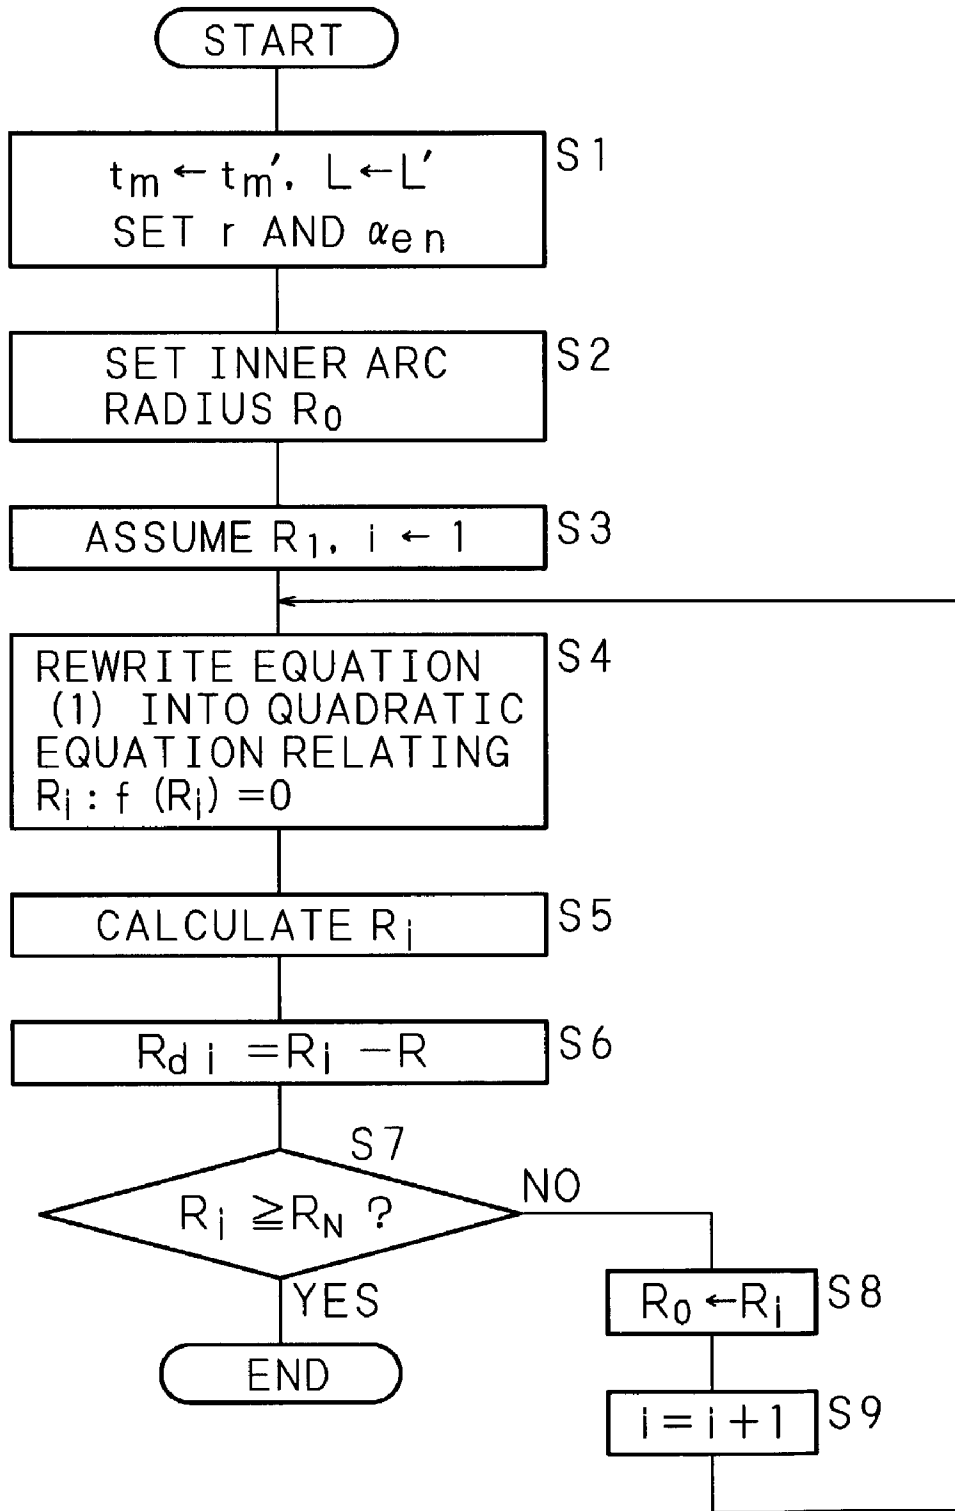 START
tₘ ← tₘ′, L ← L′
SET r AND αₑₙ
S1
SET INNER ARC
RADIUS R₀
S2
ASSUME R₁, i ← 1
S3
REWRITE EQUATION
(1) INTO QUADRATIC
EQUATION RELATING
Rᵢ : f (Rᵢ) =0
S4
CALCULATE Rᵢ
S5
R_d i = Rᵢ − R
S6
S7
Rᵢ ≧ R_N ?
NO
YES
R₀ ← Rᵢ
S8
END
i = i + 1
S9